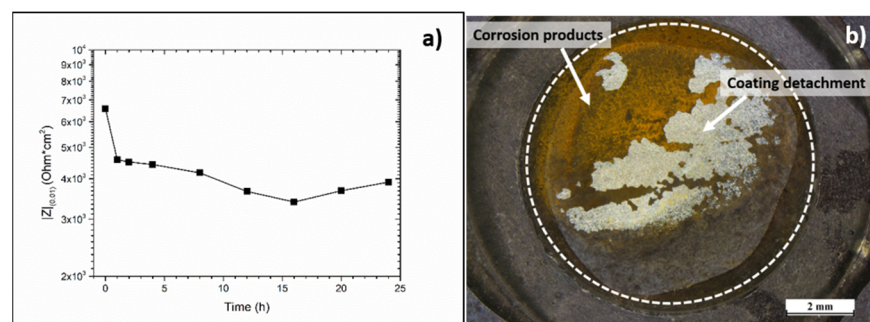 a)
10⁴
9x10³
8x10³
7x10³
6x10³
5x10³
4x10³
3x10³
2x10³
|Z|(0.01) (Ohm*cm²)
0 5 10 15 20 25
Time (h)
b)
Corrosion products
Coating detachment
2 mm